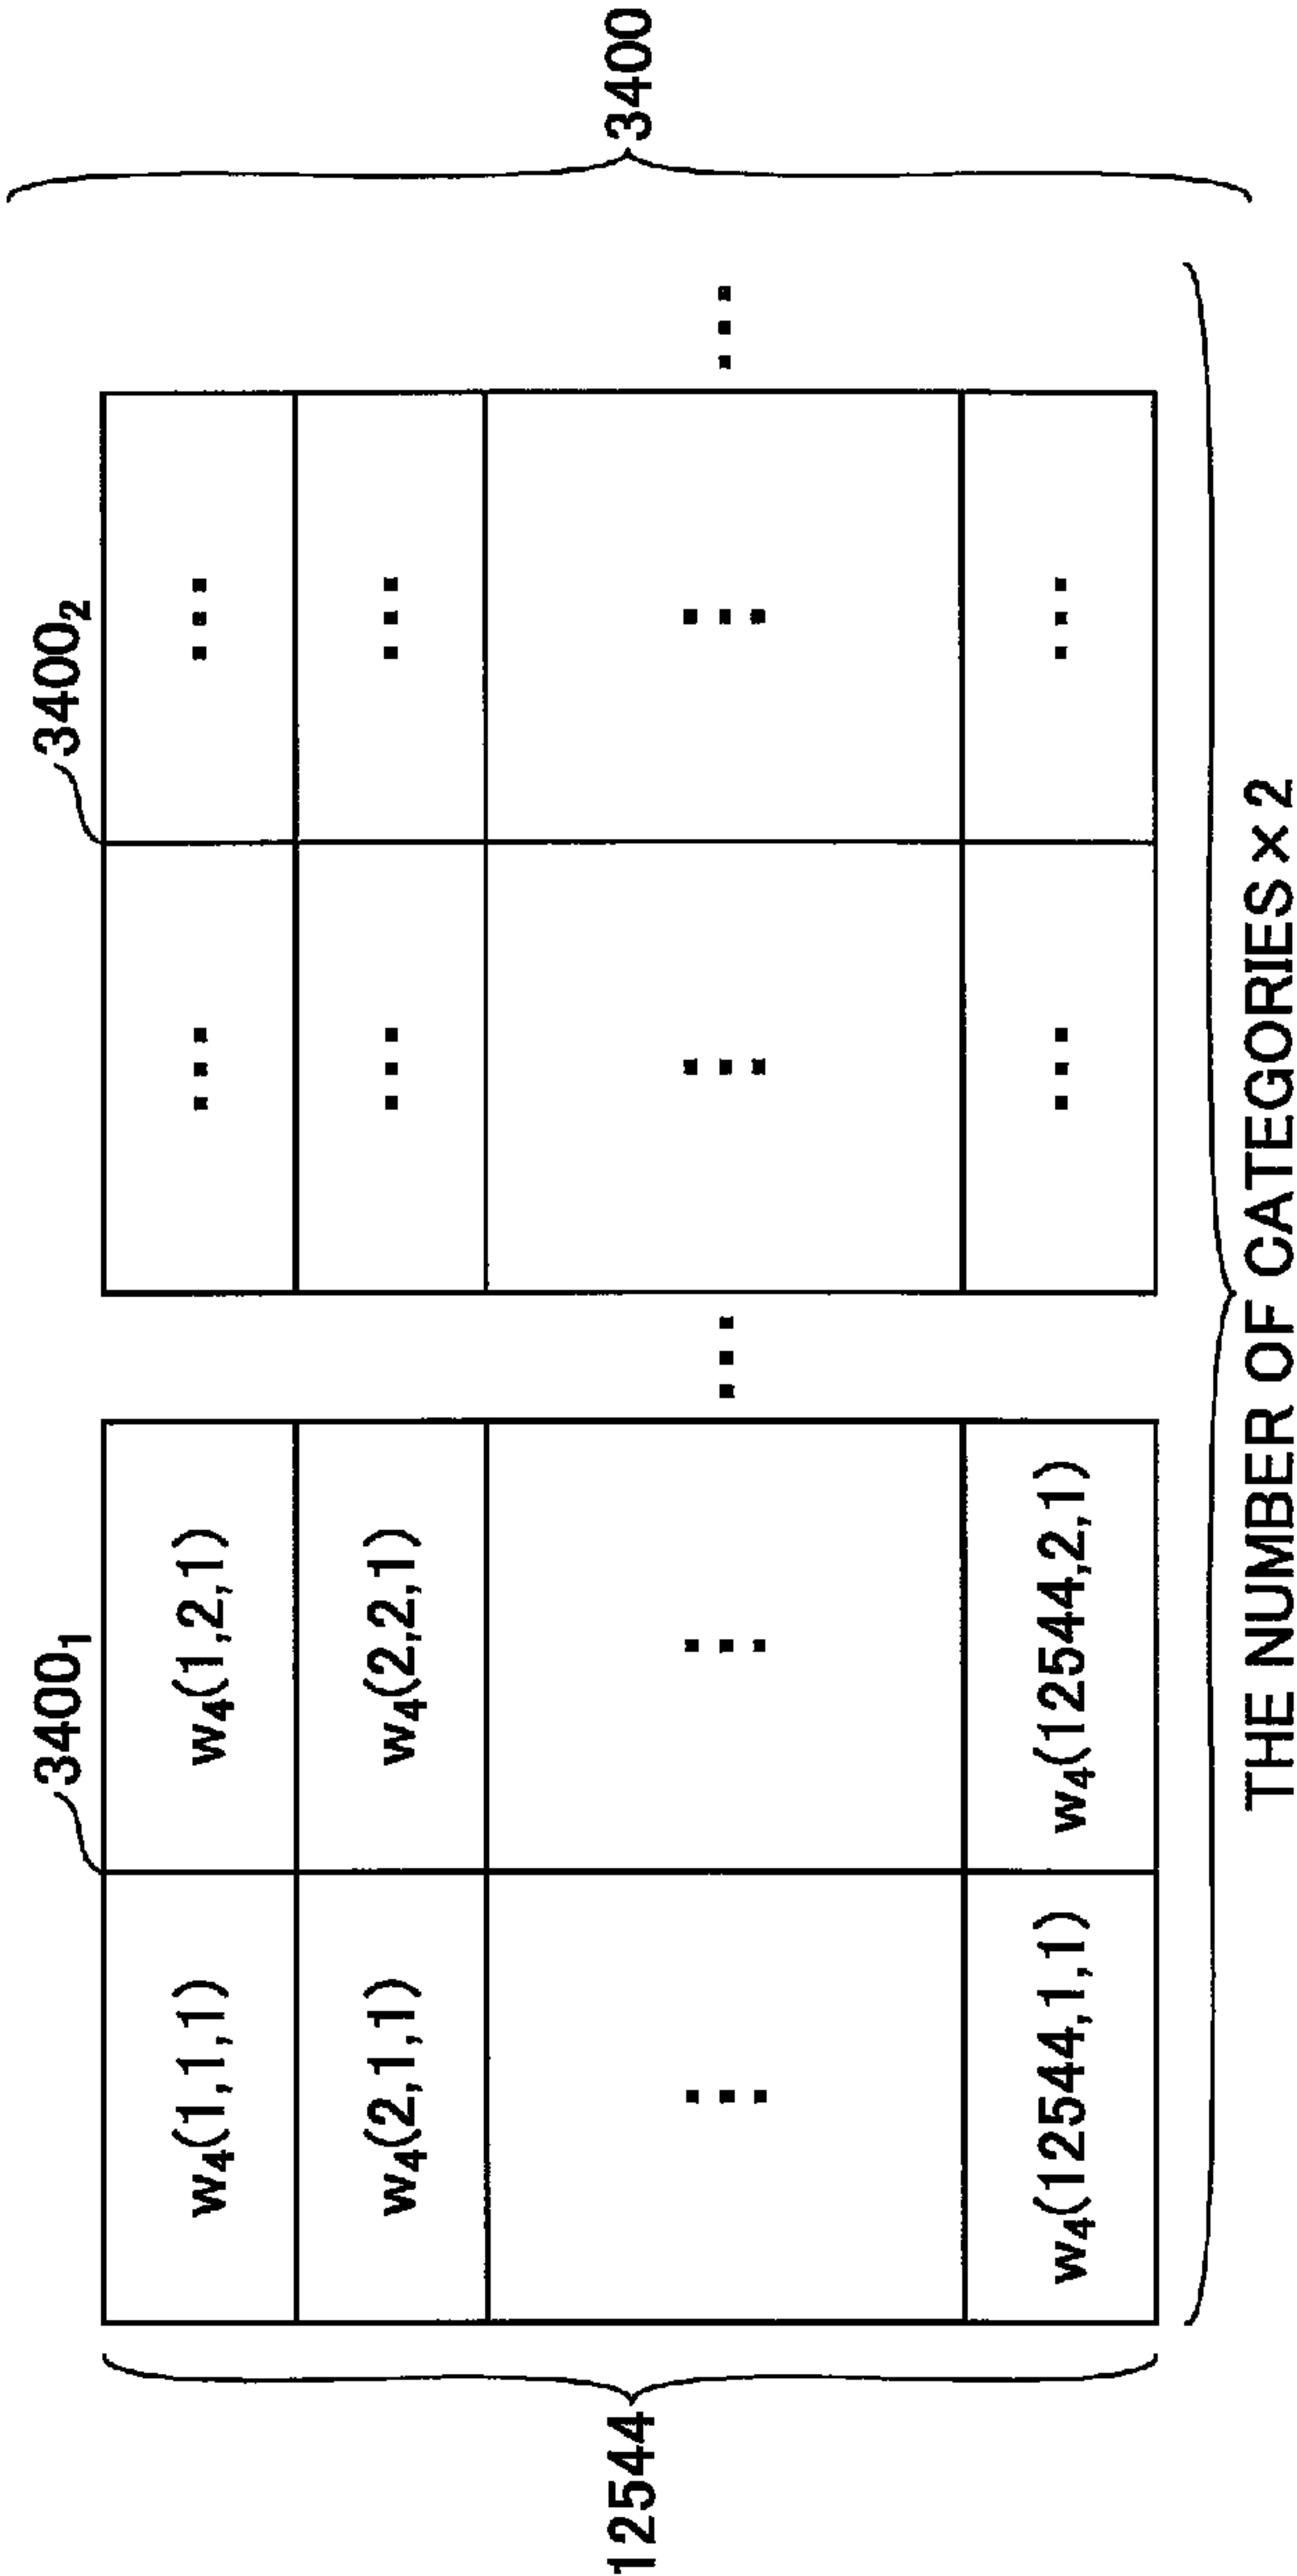 3400₁ 3400₂
w₄(1,1,1) w₄(1,2,1) ... ... ...
w₄(2,1,1) w₄(2,2,1) ... ...
12544 ⋮ ⋮ ... ⋮ ⋮ ... 3400
w₄(12544,1,1) w₄(12544,2,1) ... ...
THE NUMBER OF CATEGORIES × 2